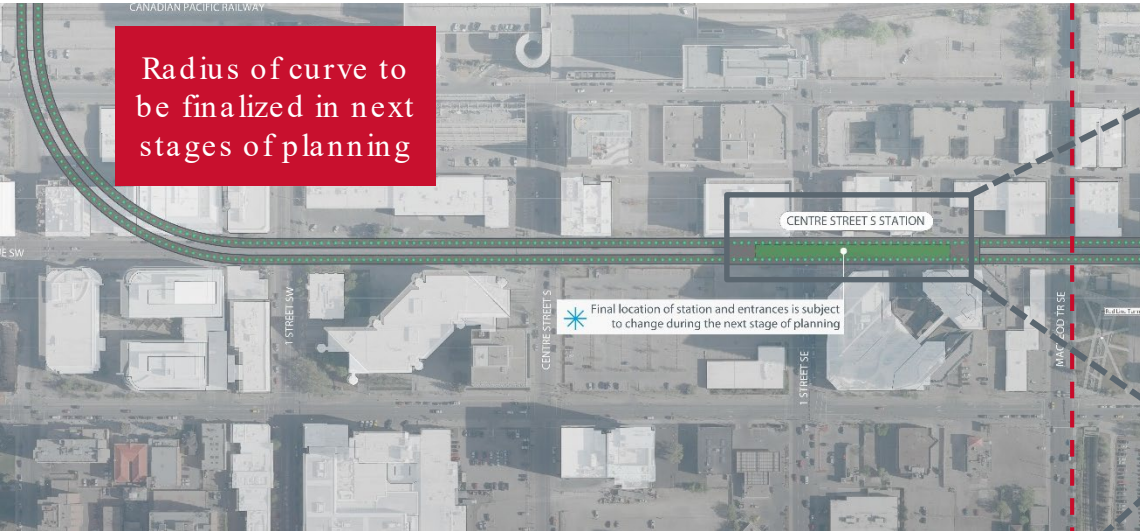 CANADIAN PACIFIC RAILWAY
Radius of curve to
be finalized in next
stages of planning
CENTRE STREET S STATION
E SW
Final location of station and entrances is subject
to change during the next stage of planning
1 STREET SW
CENTRE STREET S
1 STREET SE
MACLEOD TR SE